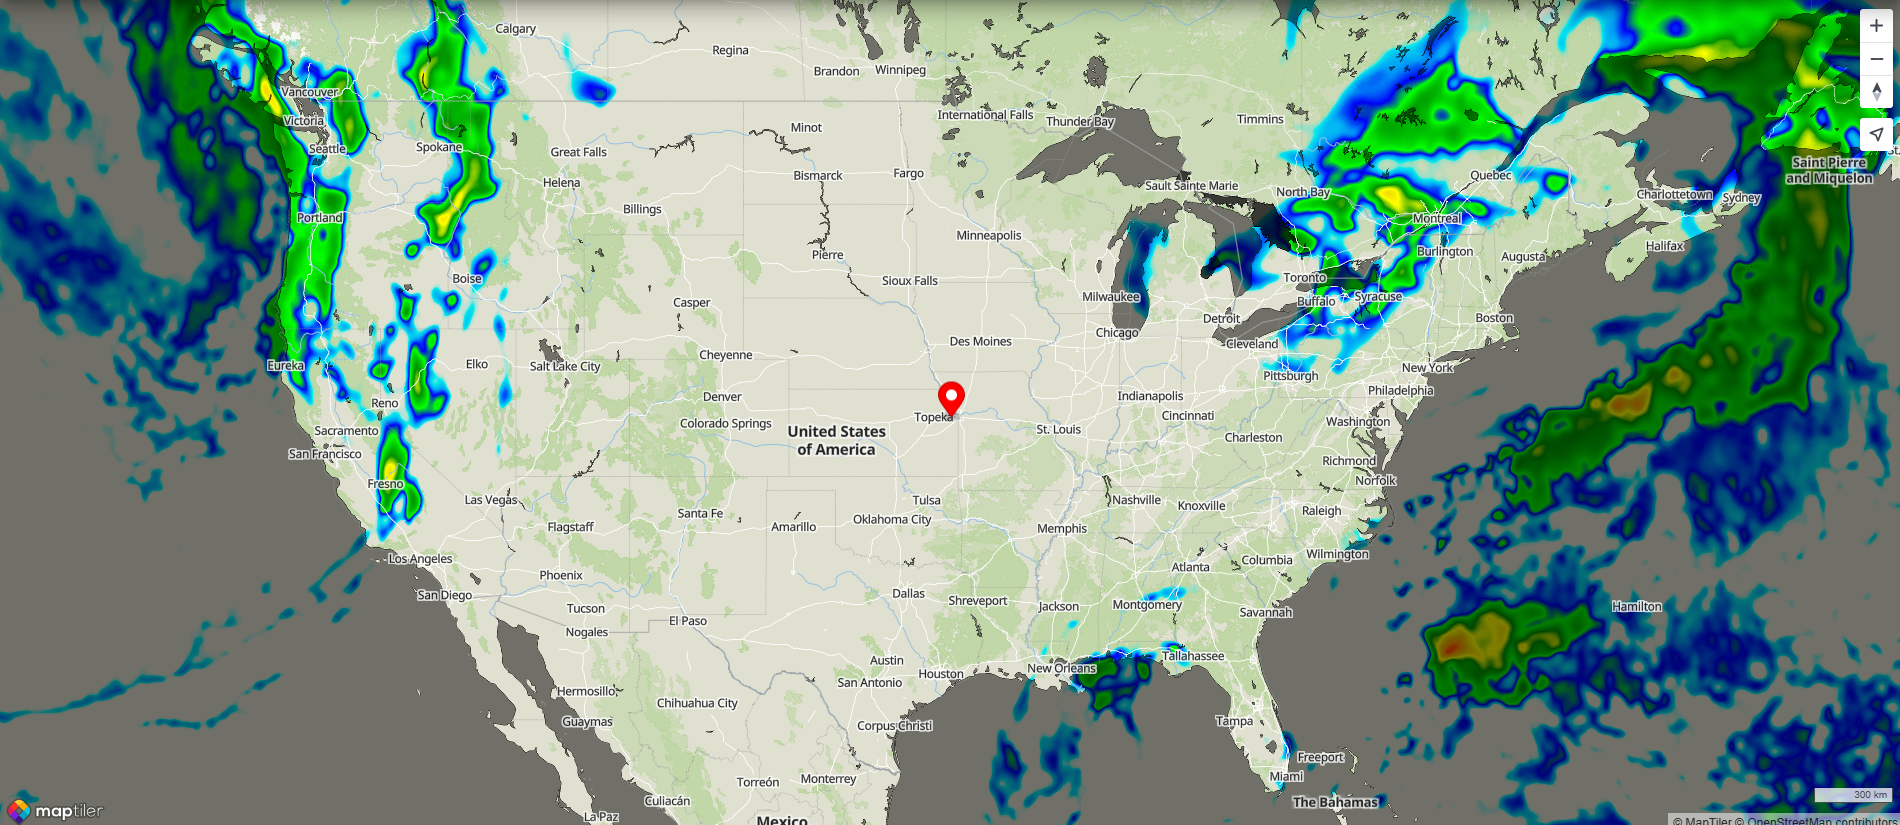 Calgary
Regina
Brandon
Winnipeg
Vancouver
Victoria
International Falls
Thunder Bay
Timmins
Seattle
Spokane
Great Falls
Minot
Helena
Bismarck
Fargo
Sault Sainte Marie
North Bay
Quebec
Saint Pierre
and Miquelon
St.
Charlottetown
Sydney
Portland
Billings
Minneapolis
Montreal
Halifax
Boise
Pierre
Sioux Falls
Toronto
Burlington
Augusta
Casper
Milwaukee
Buffalo
Syracuse
Chicago
Detroit
Boston
Eureka
Elko
Salt Lake City
Cheyenne
Des Moines
Cleveland
Pittsburgh
New York
Reno
Denver
Indianapolis
Philadelphia
Sacramento
Colorado Springs
United States
of America
Topeka
St. Louis
Cincinnati
Charleston
Washington
San Francisco
Richmond
Fresno
Norfolk
Las Vegas
Santa Fe
Tulsa
Nashville
Knoxville
Raleigh
Flagstaff
Amarillo
Oklahoma City
Memphis
Wilmington
Los Angeles
Phoenix
Atlanta
Columbia
San Diego
Tucson
Dallas
Shreveport
Jackson
Montgomery
Savannah
Hamilton
Nogales
El Paso
Austin
New Orleans
Tallahassee
Hermosillo
San Antonio
Houston
Chihuahua City
Guaymas
Corpus Christi
Tampa
Freeport
Torreón
Monterrey
Miami
Culiacán
The Bahamas
300 km
maptiler
La Paz
Mexico
© MapTiler © OpenStreetMap contributors